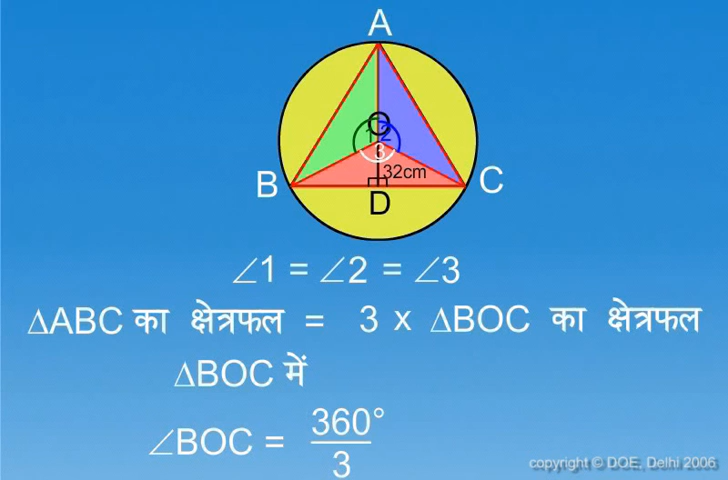 A
O
1 2
3
32cm
B C
D
∠1 = ∠2 = ∠3
∆ABC का क्षेत्रफल = 3 x ∆BOC का क्षेत्रफल
∆BOC में
∠BOC = 360°
3
copyright © DOE, Delhi 2006